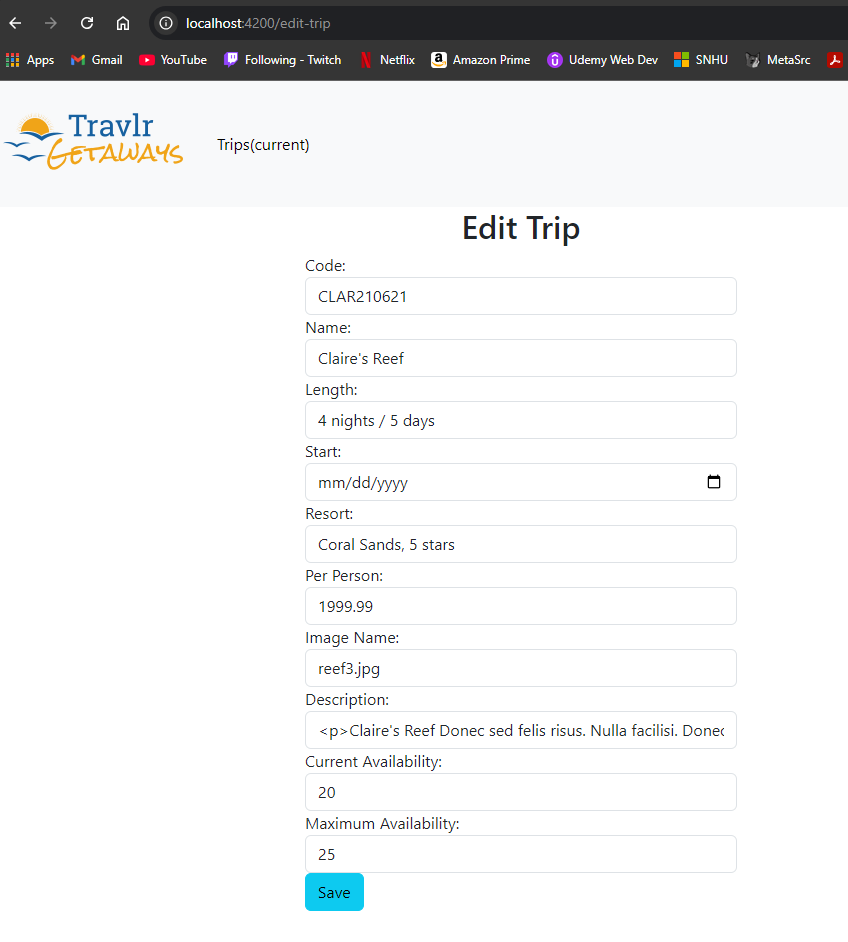 localhost:4200/edit-trip
Apps Gmail YouTube Following - Twitch Netflix Amazon Prime Udemy Web Dev SNHU MetaSrc
Travlr
Getaways
Trips(current)
Edit Trip
Code:
CLAR210621
Name:
Claire's Reef
Length:
4 nights / 5 days
Start:
mm/dd/yyyy
Resort:
Coral Sands, 5 stars
Per Person:
1999.99
Image Name:
reef3.jpg
Description:
<p>Claire's Reef Donec sed felis risus. Nulla facilisi. Donec
Current Availability:
20
Maximum Availability:
25
Save